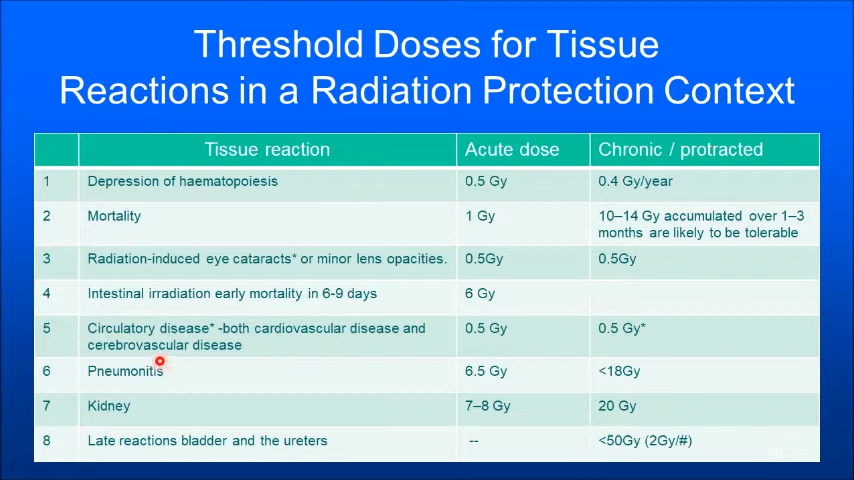 Threshold Doses for Tissue
Reactions in a Radiation Protection Context
Tissue reaction Acute dose Chronic / protracted
1 Depression of haematopoiesis 0.5 Gy 0.4 Gy/year
2 Mortality 1 Gy 10–14 Gy accumulated over 1–3
months are likely to be tolerable
3 Radiation-induced eye cataracts* or minor lens opacities. 0.5Gy 0.5Gy
4 Intestinal irradiation early mortality in 6-9 days 6 Gy
5 Circulatory disease* -both cardiovascular disease and 0.5 Gy 0.5 Gy*
cerebrovascular disease
6 Pneumonitis 6.5 Gy <18Gy
7 Kidney 7–8 Gy 20 Gy
8 Late reactions bladder and the ureters -- <50Gy (2Gy/#)